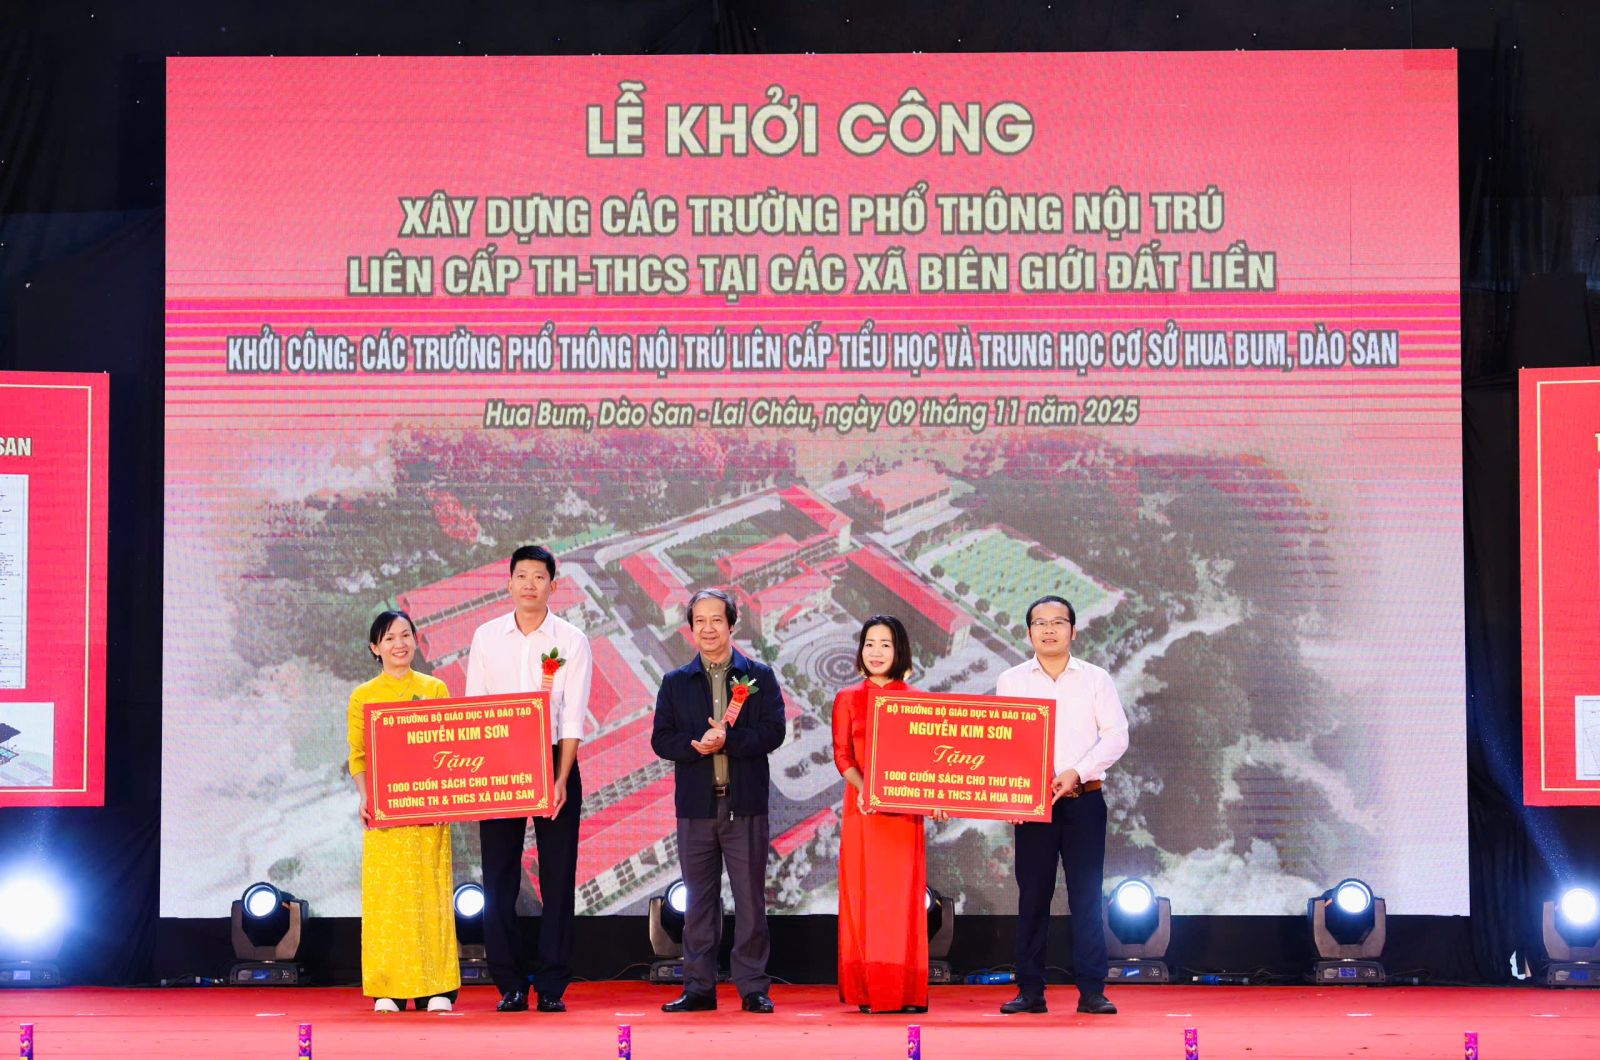 LỄ KHỞI CÔNG
XÂY DỰNG CÁC TRƯỜNG PHỔ THÔNG NỘI TRÚ
LIÊN CẤP TH-THCS TẠI CÁC XÃ BIÊN GIỚI ĐẤT LIỀN
KHỞI CÔNG: CÁC TRƯỜNG PHỔ THÔNG NỘI TRÚ LIÊN CẤP TIỂU HỌC VÀ TRUNG HỌC CƠ SỞ HUA BUM, DÀO SAN
Hua Bum, Dào San - Lai Châu, ngày 09 tháng 11 năm 2025
SAN
BỘ TRƯỞNG BỘ GIÁO DỤC VÀ ĐÀO TẠO
NGUYỄN KIM SƠN
Tặng
1000 CUỐN SÁCH CHO THƯ VIỆN
TRƯỜNG TH & THCS XÃ DÀO SAN
BỘ TRƯỞNG BỘ GIÁO DỤC VÀ ĐÀO TẠO
NGUYỄN KIM SƠN
Tặng
1000 CUỐN SÁCH CHO THƯ VIỆN
TRƯỜNG TH & THCS XÃ HUA BUM